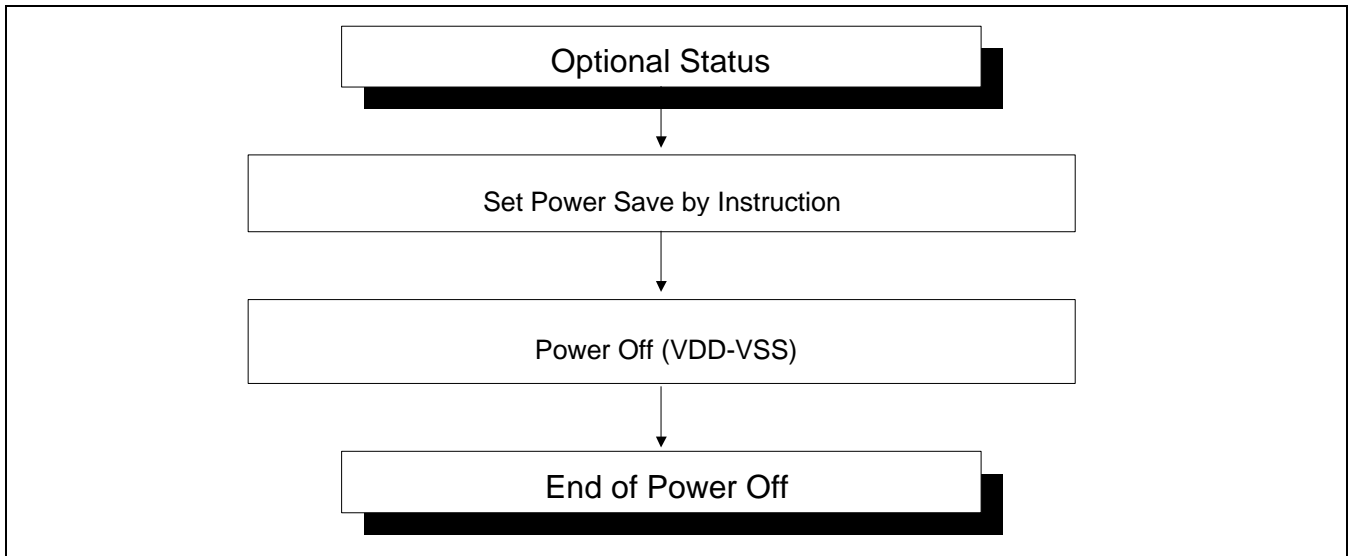 Optional Status
Set Power Save by Instruction
Power Off (VDD-VSS)
End of Power Off